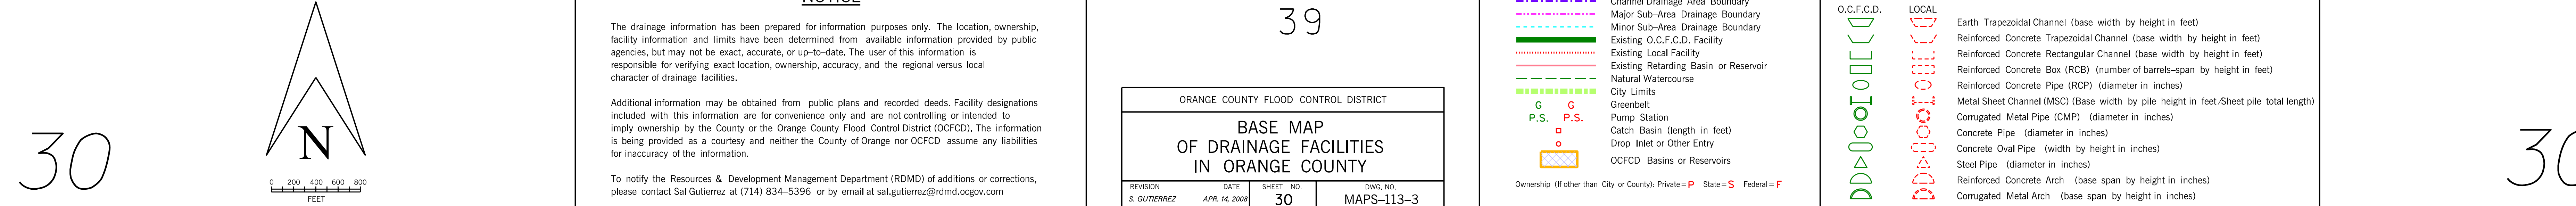 30
N
0 200 400 600 800
FEET
NOTICE
The drainage information has been prepared for information purposes only. The location, ownership,
facility information and limits have been determined from available information provided by public
agencies, but may not be exact, accurate, or up-to-date. The user of this information is
responsible for verifying exact location, ownership, accuracy, and the regional versus local
character of drainage facilities.
Additional information may be obtained from public plans and recorded deeds. Facility designations
included with this information are for convenience only and are not controlling or intended to
imply ownership by the County or the Orange County Flood Control District (OCFCD). The information
is being provided as a courtesy and neither the County of Orange nor OCFCD assume any liabilities
for inaccuracy of the information.
To notify the Resources & Development Management Department (RDMD) of additions or corrections,
please contact Sal Gutierrez at (714) 834-5396 or by email at sal.gutierrez@rdmd.ocgov.com
39
ORANGE COUNTY FLOOD CONTROL DISTRICT
BASE MAP
OF DRAINAGE FACILITIES
IN ORANGE COUNTY
REVISION DATE SHEET NO. DWG. NO.
S. GUTIERREZ APR. 14, 2008 30 MAPS-113-3
Channel Drainage Area Boundary
Major Sub-Area Drainage Boundary
Minor Sub-Area Drainage Boundary
Existing O.C.F.C.D. Facility
Existing Local Facility
Existing Retarding Basin or Reservoir
Natural Watercourse
City Limits
G G Greenbelt
P.S. P.S. Pump Station
Catch Basin (length in feet)
Drop Inlet or Other Entry
OCFCD Basins or Reservoirs
Ownership (If other than City or County): Private=P State=S Federal=F
O.C.F.C.D. LOCAL
Earth Trapezoidal Channel (base width by height in feet)
Reinforced Concrete Trapezoidal Channel (base width by height in feet)
Reinforced Concrete Rectangular Channel (base width by height in feet)
Reinforced Concrete Box (RCB) (number of barrels-span by height in feet)
Reinforced Concrete Pipe (RCP) (diameter in inches)
Metal Sheet Channel (MSC) (Base width by pile height in feet/Sheet pile total length)
Corrugated Metal Pipe (CMP) (diameter in inches)
Concrete Pipe (diameter in inches)
Concrete Oval Pipe (width by height in inches)
Steel Pipe (diameter in inches)
Reinforced Concrete Arch (base span by height in inches)
Corrugated Metal Arch (base span by height in inches)
30